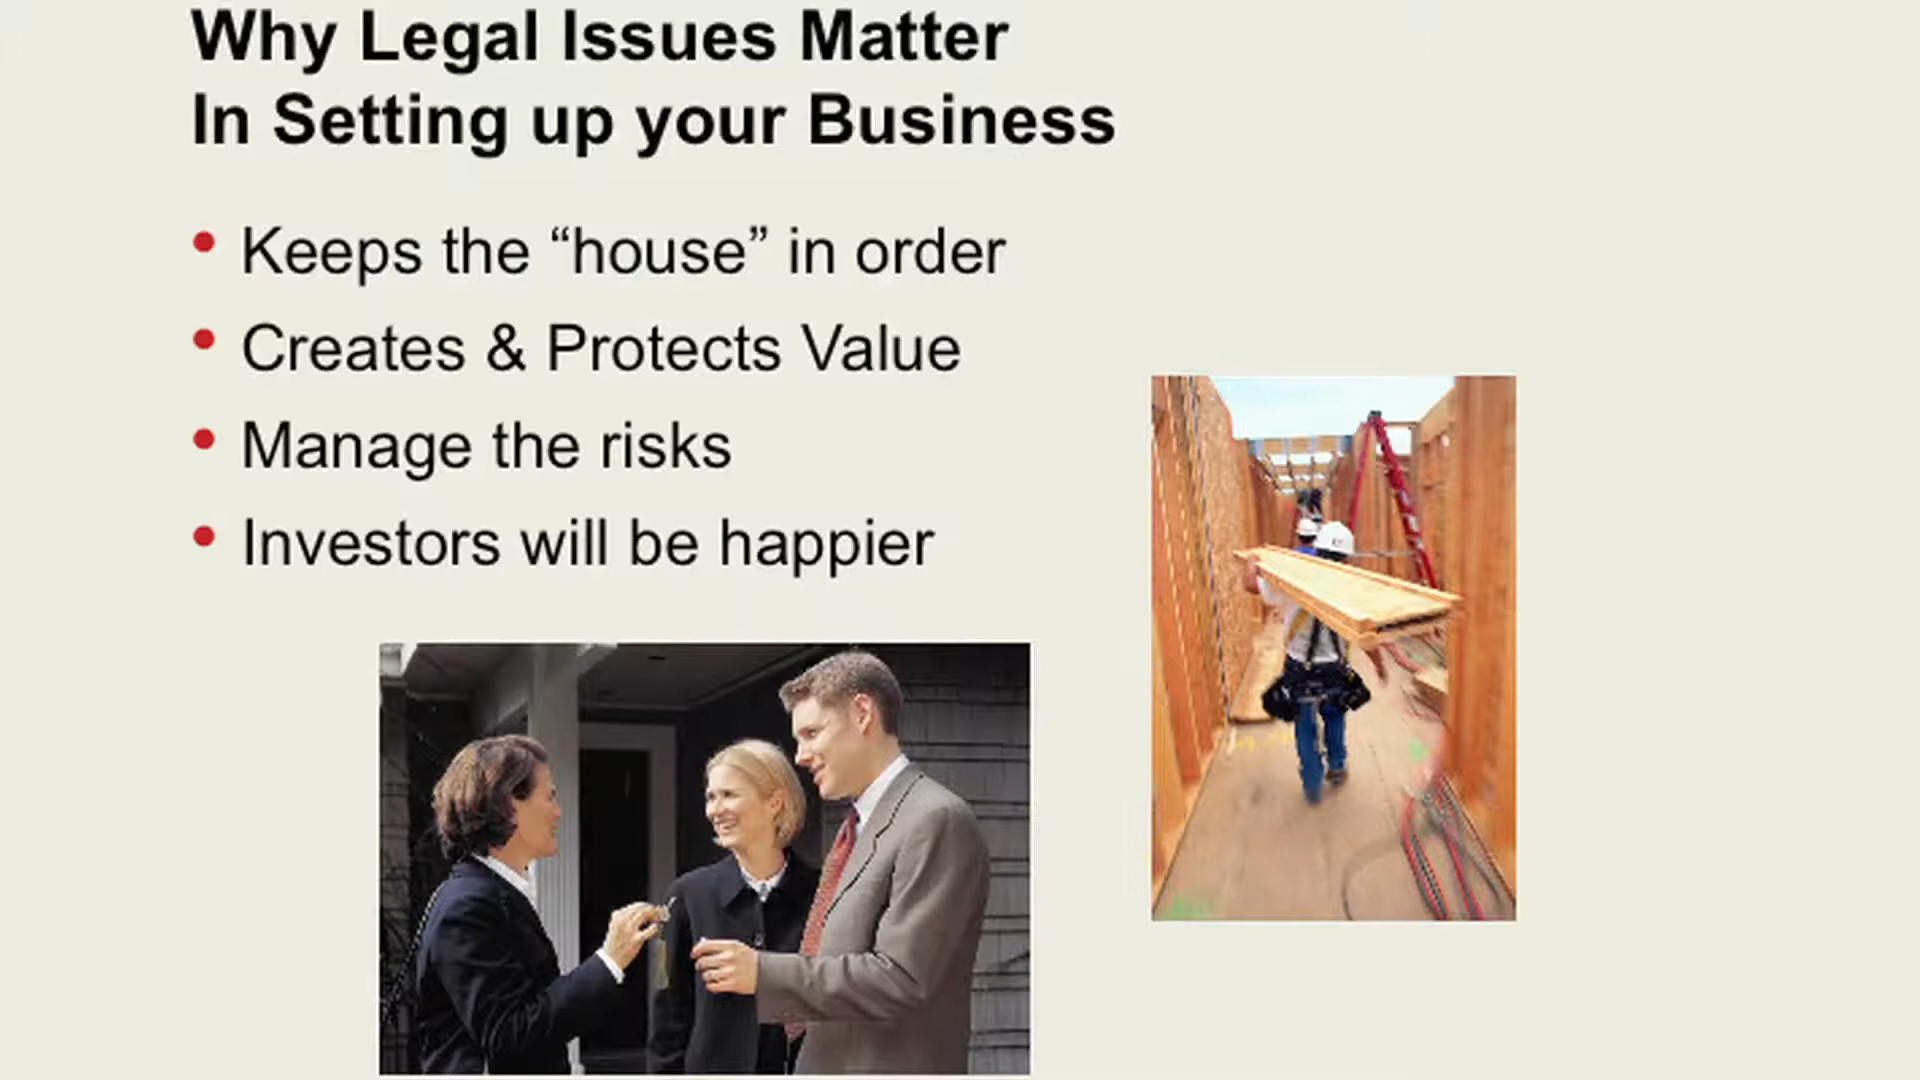 Why Legal Issues Matter
In Setting up your Business
• Keeps the “house” in order
• Creates & Protects Value
• Manage the risks
• Investors will be happier